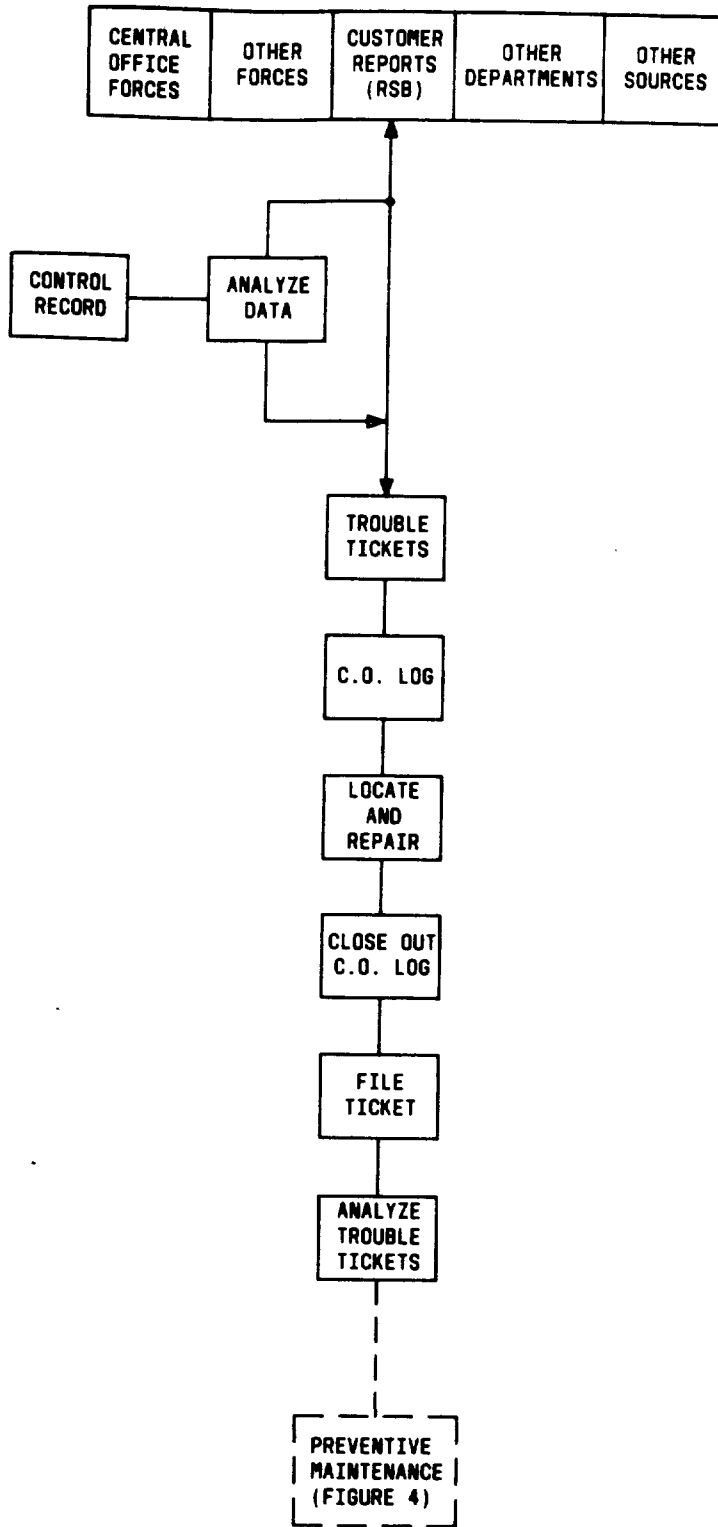 CENTRAL
OFFICE
FORCES
OTHER
FORCES
CUSTOMER
REPORTS
(RSB)
OTHER
DEPARTMENTS
OTHER
SOURCES
CONTROL
RECORD
ANALYZE
DATA
TROUBLE
TICKETS
C.O. LOG
LOCATE
AND
REPAIR
CLOSE OUT
C.O. LOG
FILE
TICKET
ANALYZE
TROUBLE
TICKETS
PREVENTIVE
MAINTENANCE
(FIGURE 4)